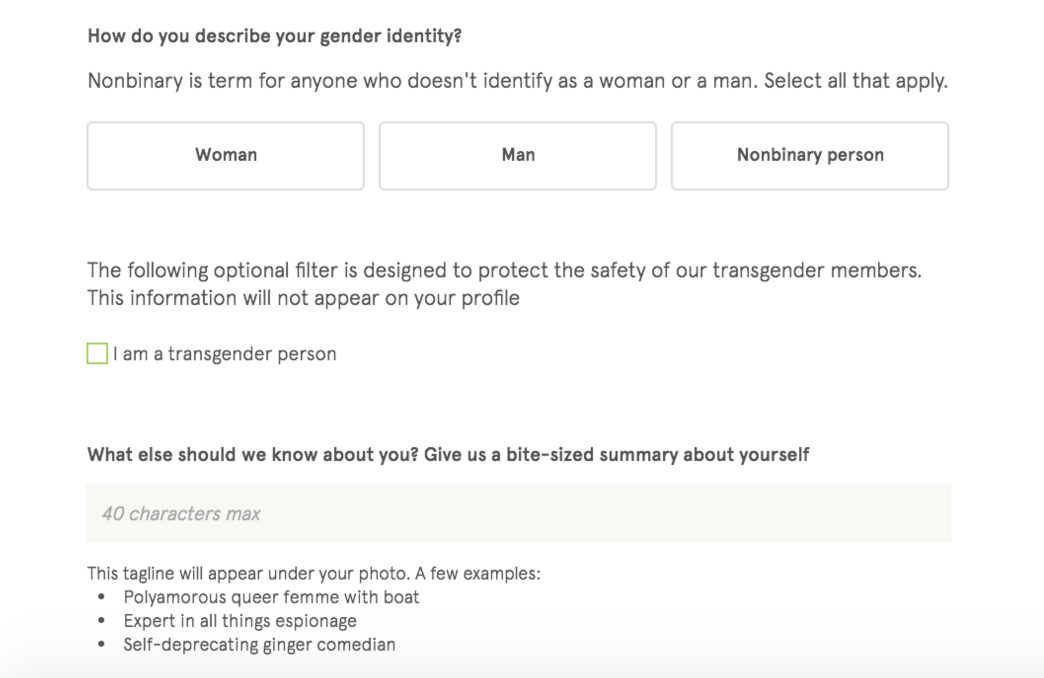 How do you describe your gender identity?
Nonbinary is term for anyone who doesn't identify as a woman or a man. Select all that apply.
Woman
Man
Nonbinary person
The following optional filter is designed to protect the safety of our transgender members.
This information will not appear on your profile
I am a transgender person
What else should we know about you? Give us a bite-sized summary about yourself
40 characters max
This tagline will appear under your photo. A few examples:
• Polyamorous queer femme with boat
• Expert in all things espionage
• Self-deprecating ginger comedian